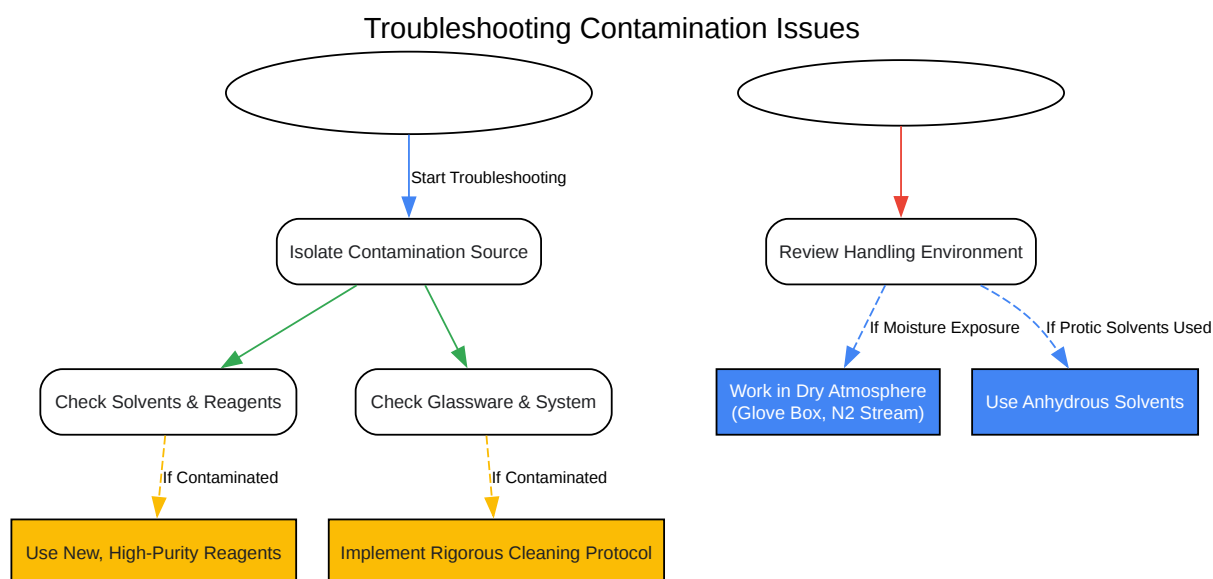 Troubleshooting Contamination Issues
Start Troubleshooting
Isolate Contamination Source
Review Handling Environment
If Moisture Exposure
If Protic Solvents Used
Check Solvents & Reagents
Check Glassware & System
Work in Dry Atmosphere
(Glove Box, N2 Stream)
Use Anhydrous Solvents
If Contaminated
If Contaminated
Use New, High-Purity Reagents
Implement Rigorous Cleaning Protocol